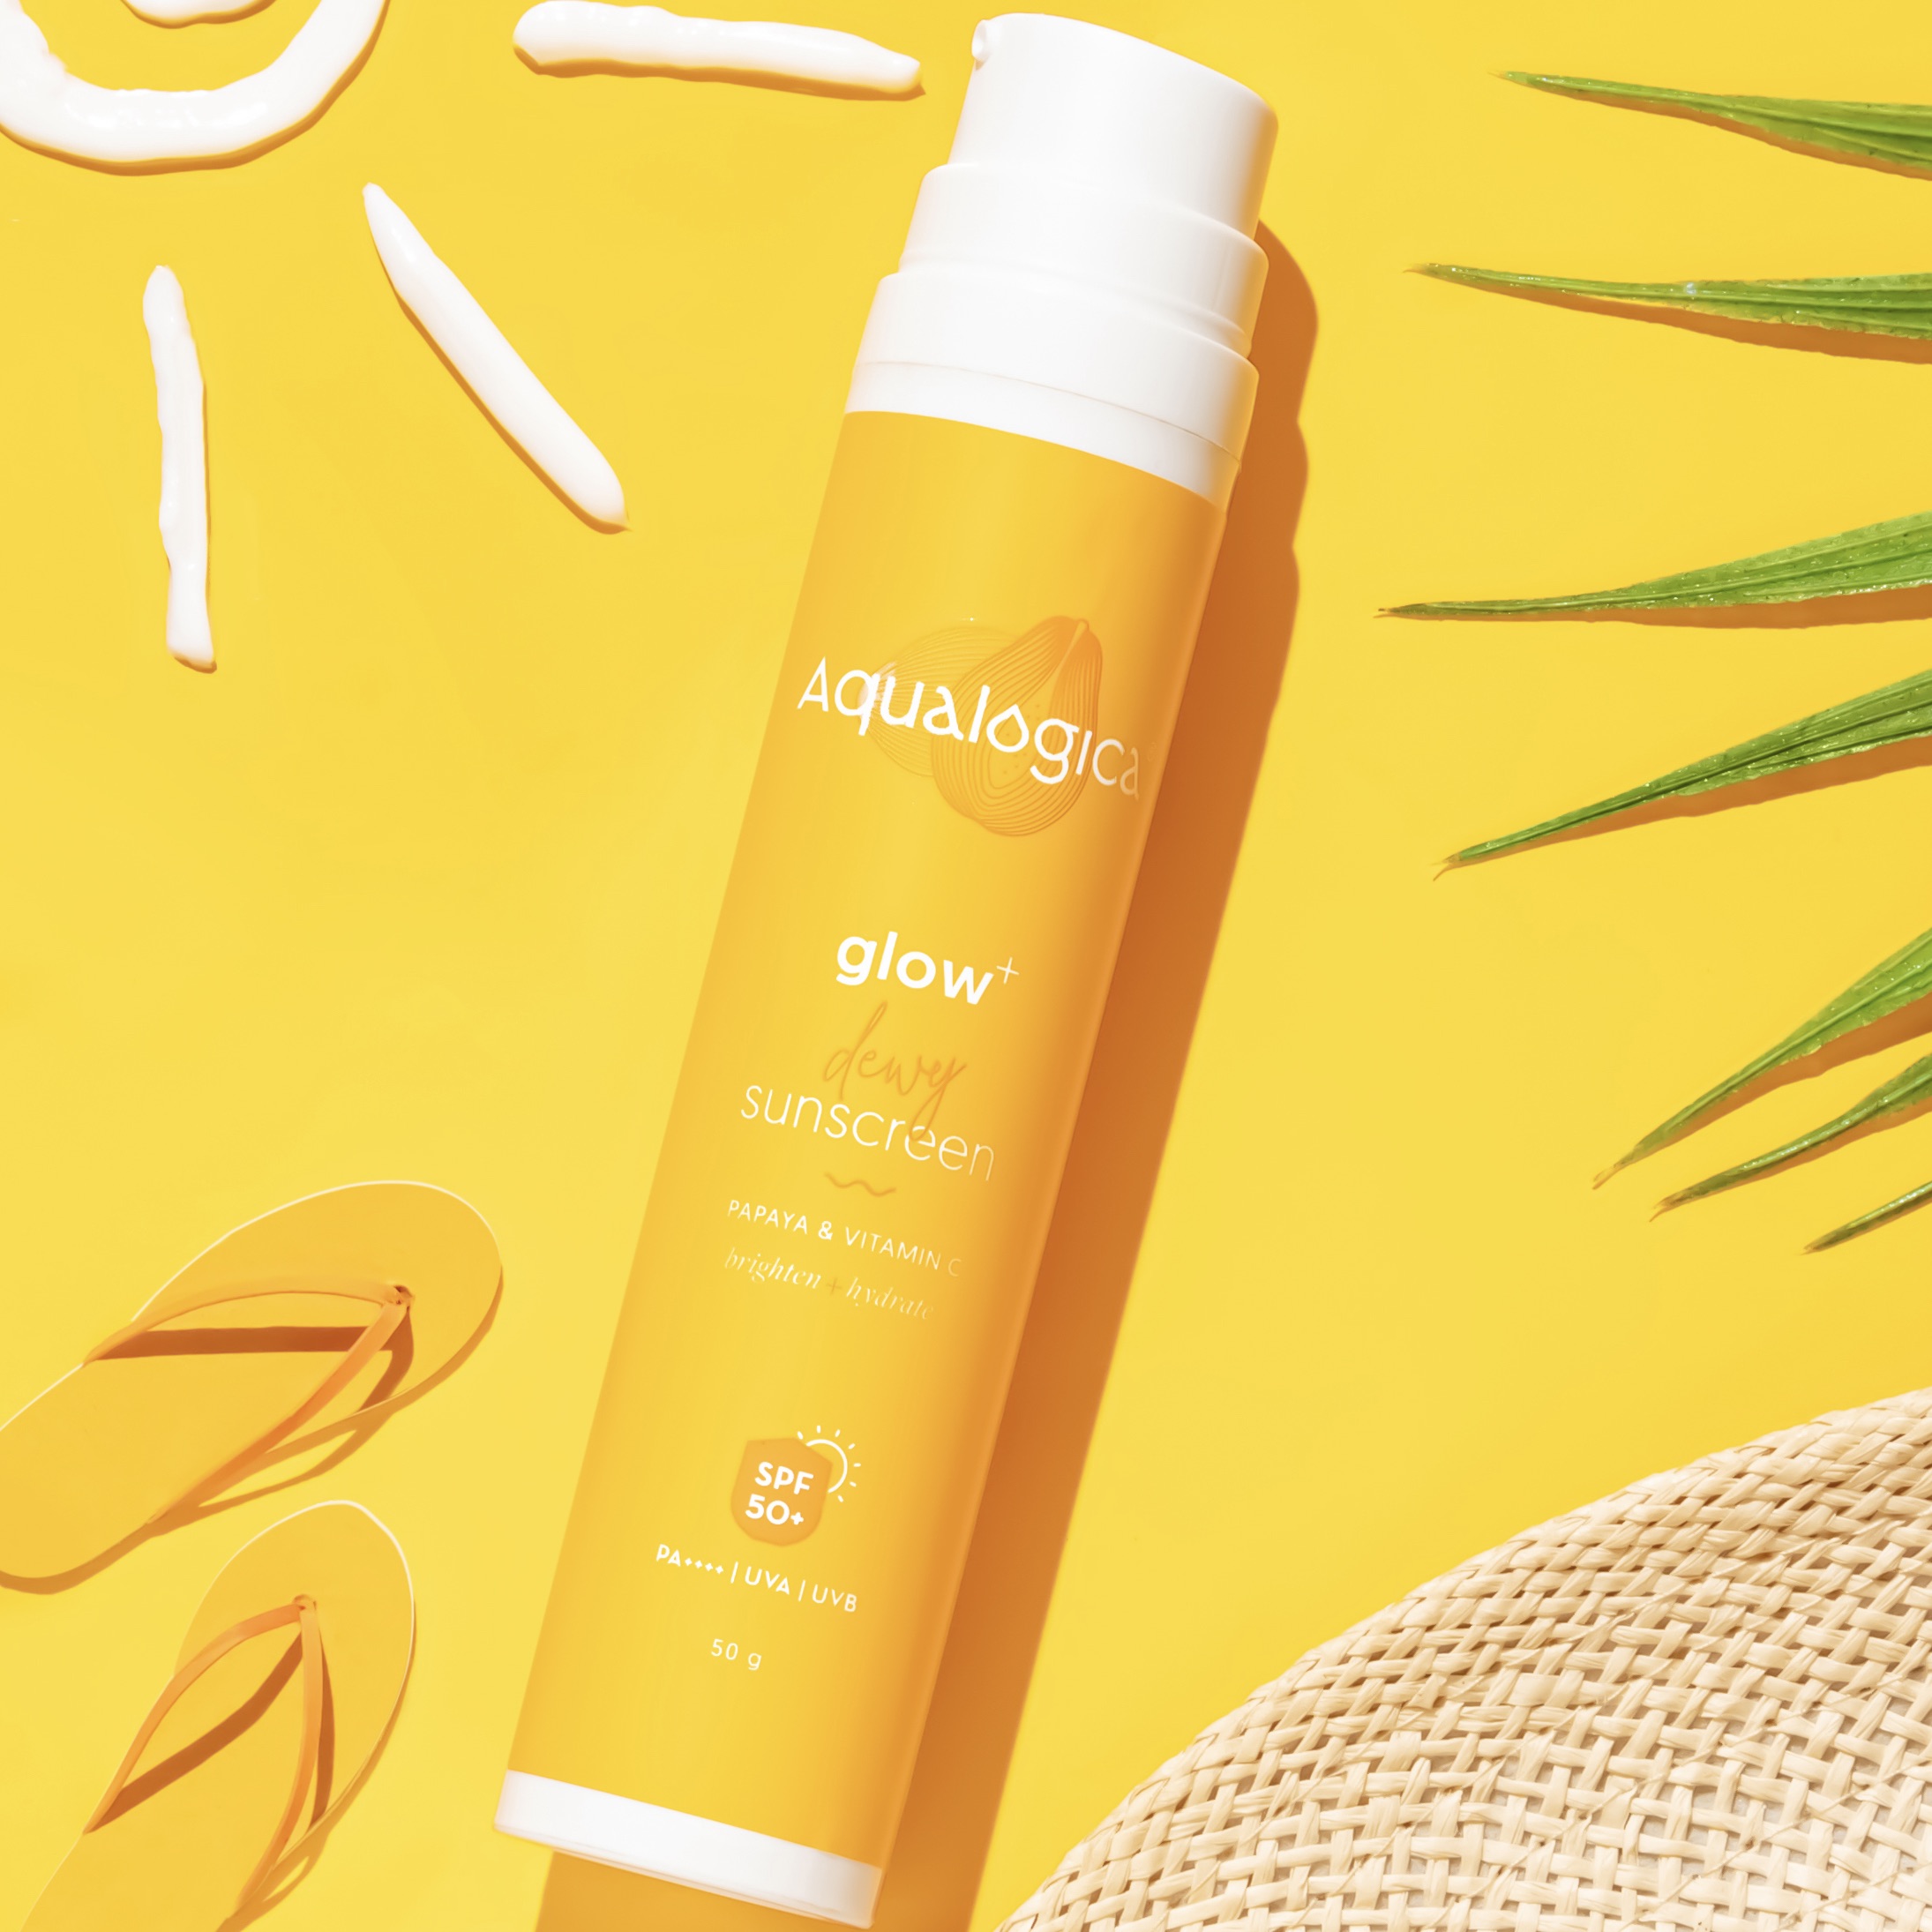 Aqualogica
glow+
dewy
sunscreen
PAPAYA & VITAMIN C
brighten + hydrate
SPF
50+
PA++++ | UVA | UVB
50 g